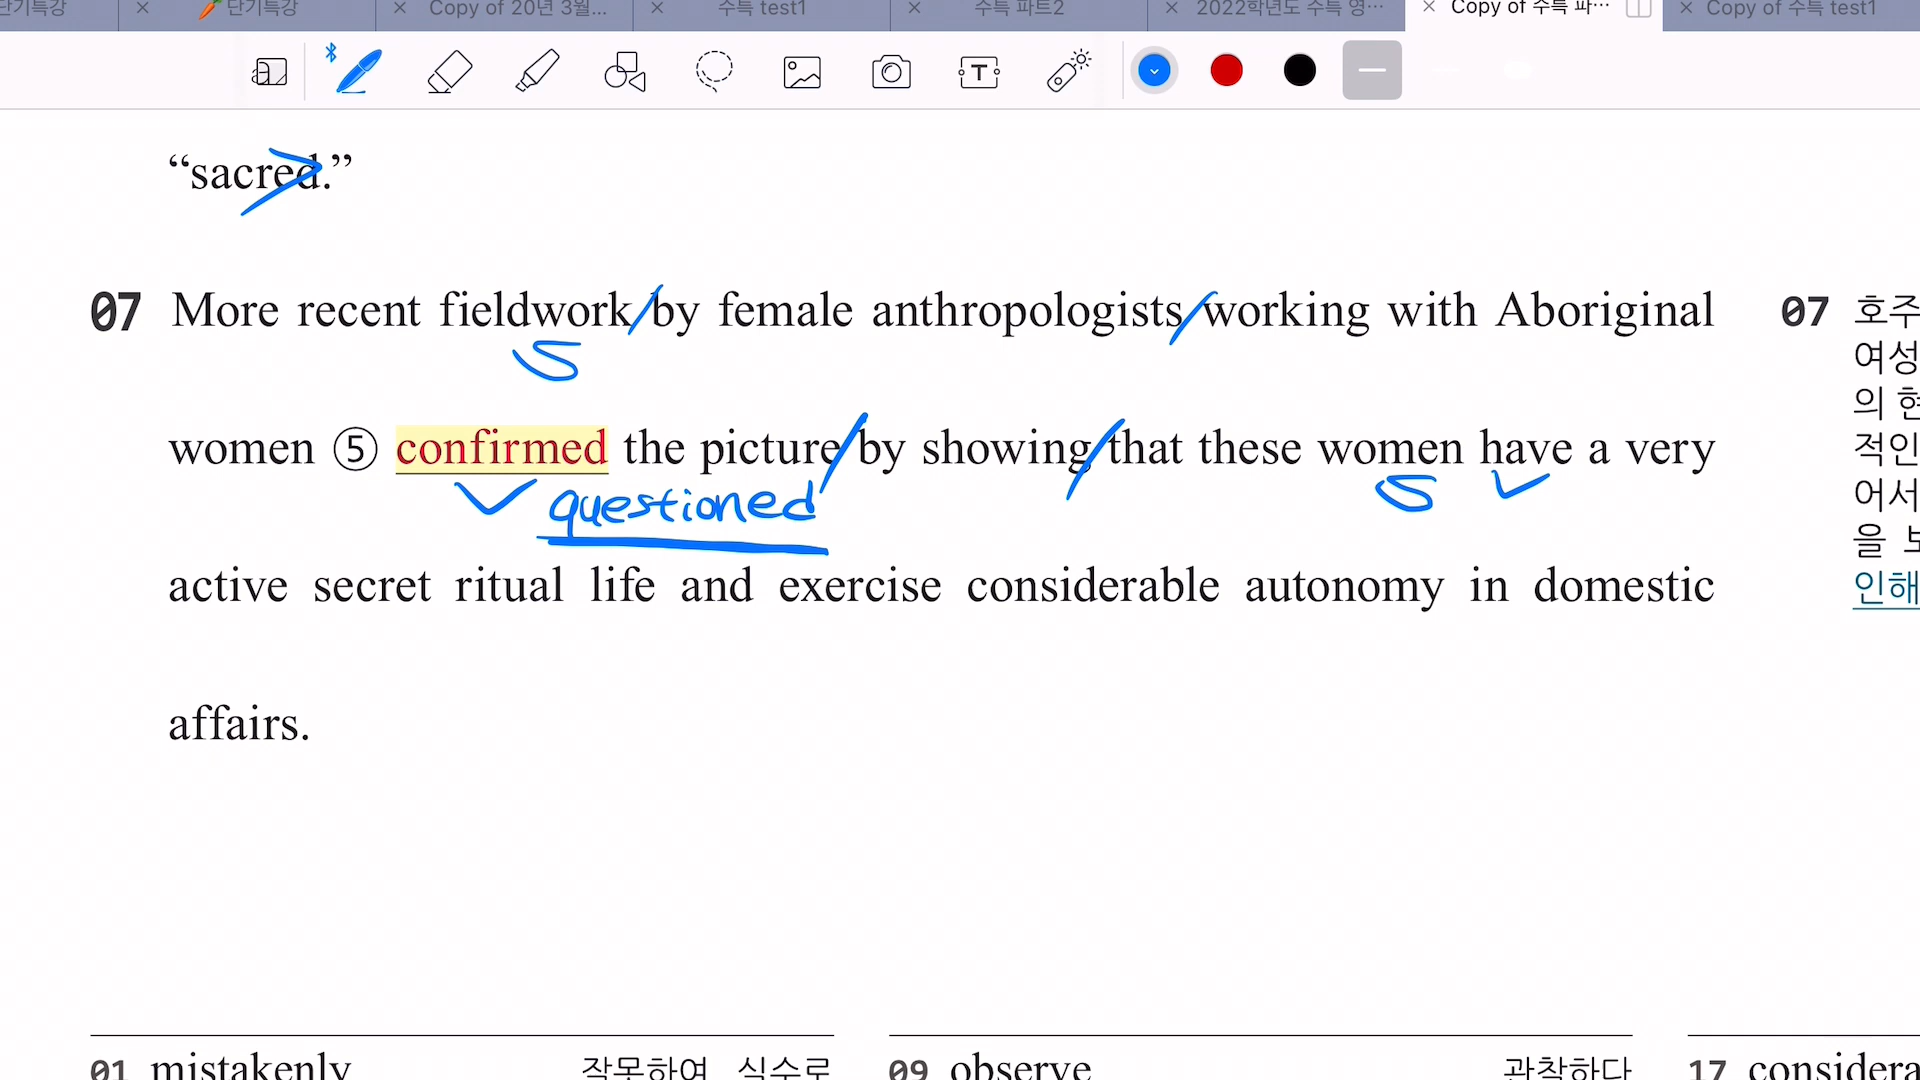 단기특강
단기특강
Copy of 20년 3월...
수특 test1
수특 파트2
2022학년도 수특 영...
Copy of 수특 파...
Copy of 수특 test1
“sacred.”
07 More recent fieldwork by female anthropologists working with Aboriginal
S
women ⑤ confirmed the picture by showing that these women have a very
questioned
S
active secret ritual life and exercise considerable autonomy in domestic
affairs.
07 호주
여성
의 현
적인
어서
을 보
인해
01 mistakenly 잘못하여, 실수로
09 observe 관찰하다
17 considera